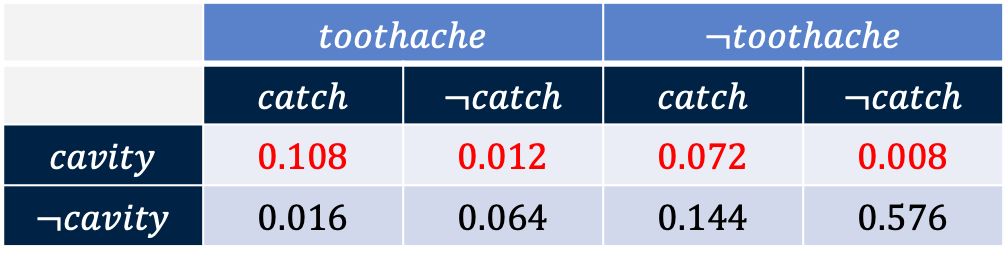 toothache ¬toothache
catch ¬catch catch ¬catch
cavity 0.108 0.012 0.072 0.008
¬cavity 0.016 0.064 0.144 0.576